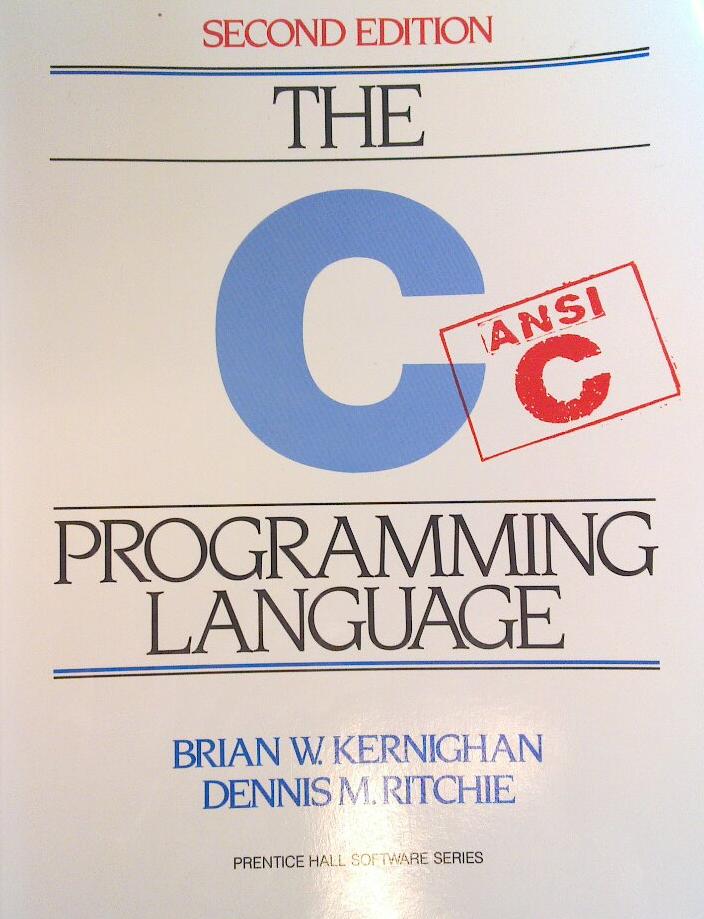 SECOND EDITION
THE
C
ANSI
C
PROGRAMMING
LANGUAGE
BRIAN W. KERNIGHAN
DENNIS M. RITCHIE
PRENTICE HALL SOFTWARE SERIES